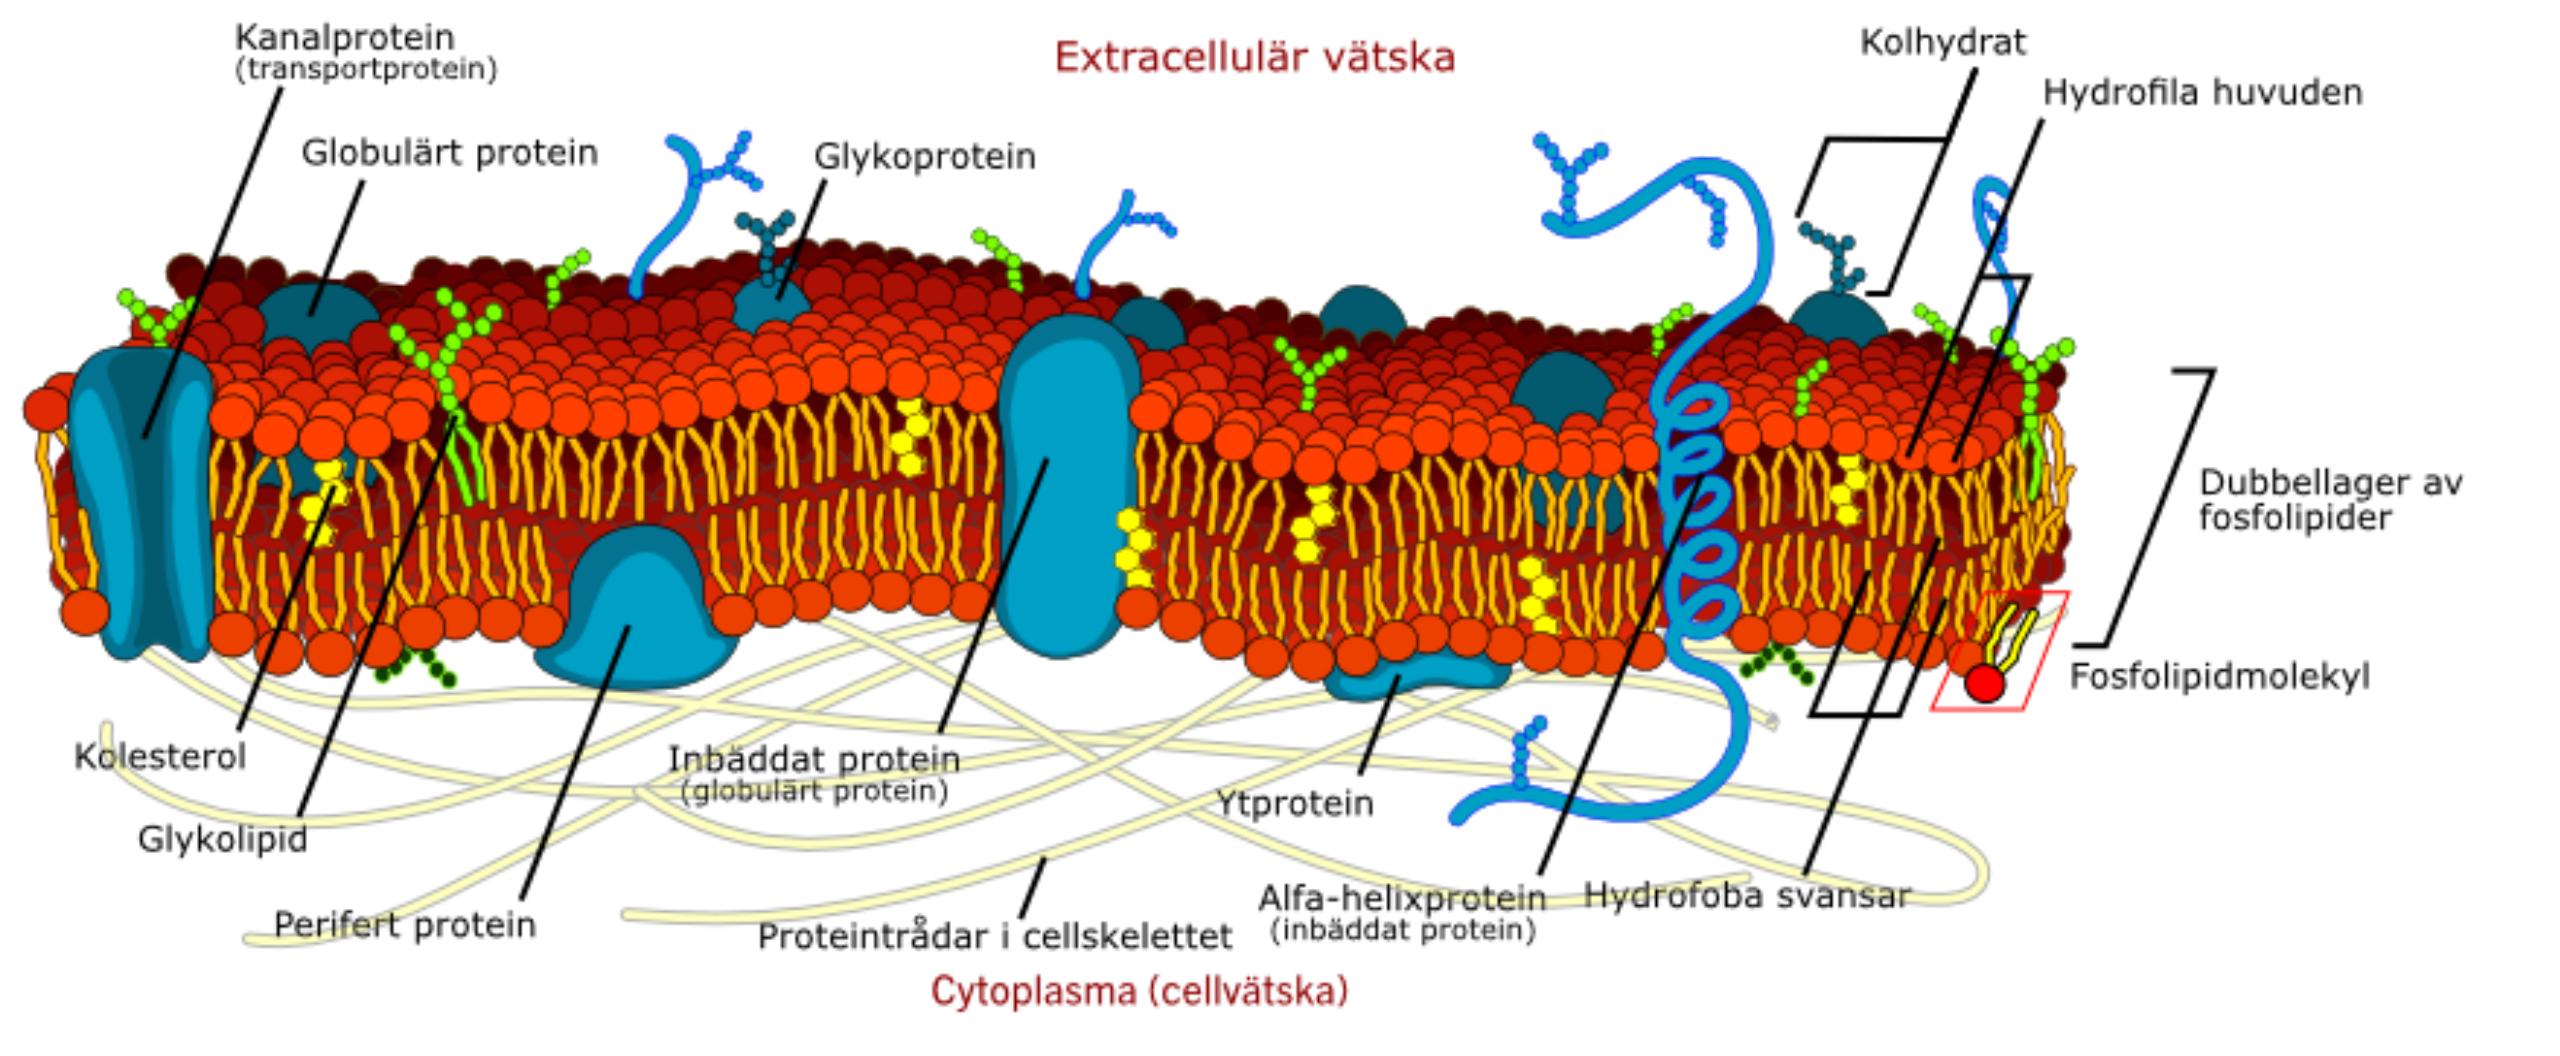 Kanalprotein
(transportprotein)
Extracellulär vätska
Kolhydrat
Hydrofila huvuden
Globulärt protein
Glykoprotein
Dubbellager av
fosfolipider
Fosfolipidmolekyl
Kolesterol
Inbäddat protein
(globulärt protein)
Ytprotein
Glykolipid
Perifert protein
Proteintrådar i cellskelettet
Alfa-helixprotein
(inbäddat protein)
Hydrofoba svansar
Cytoplasma (cellvätska)